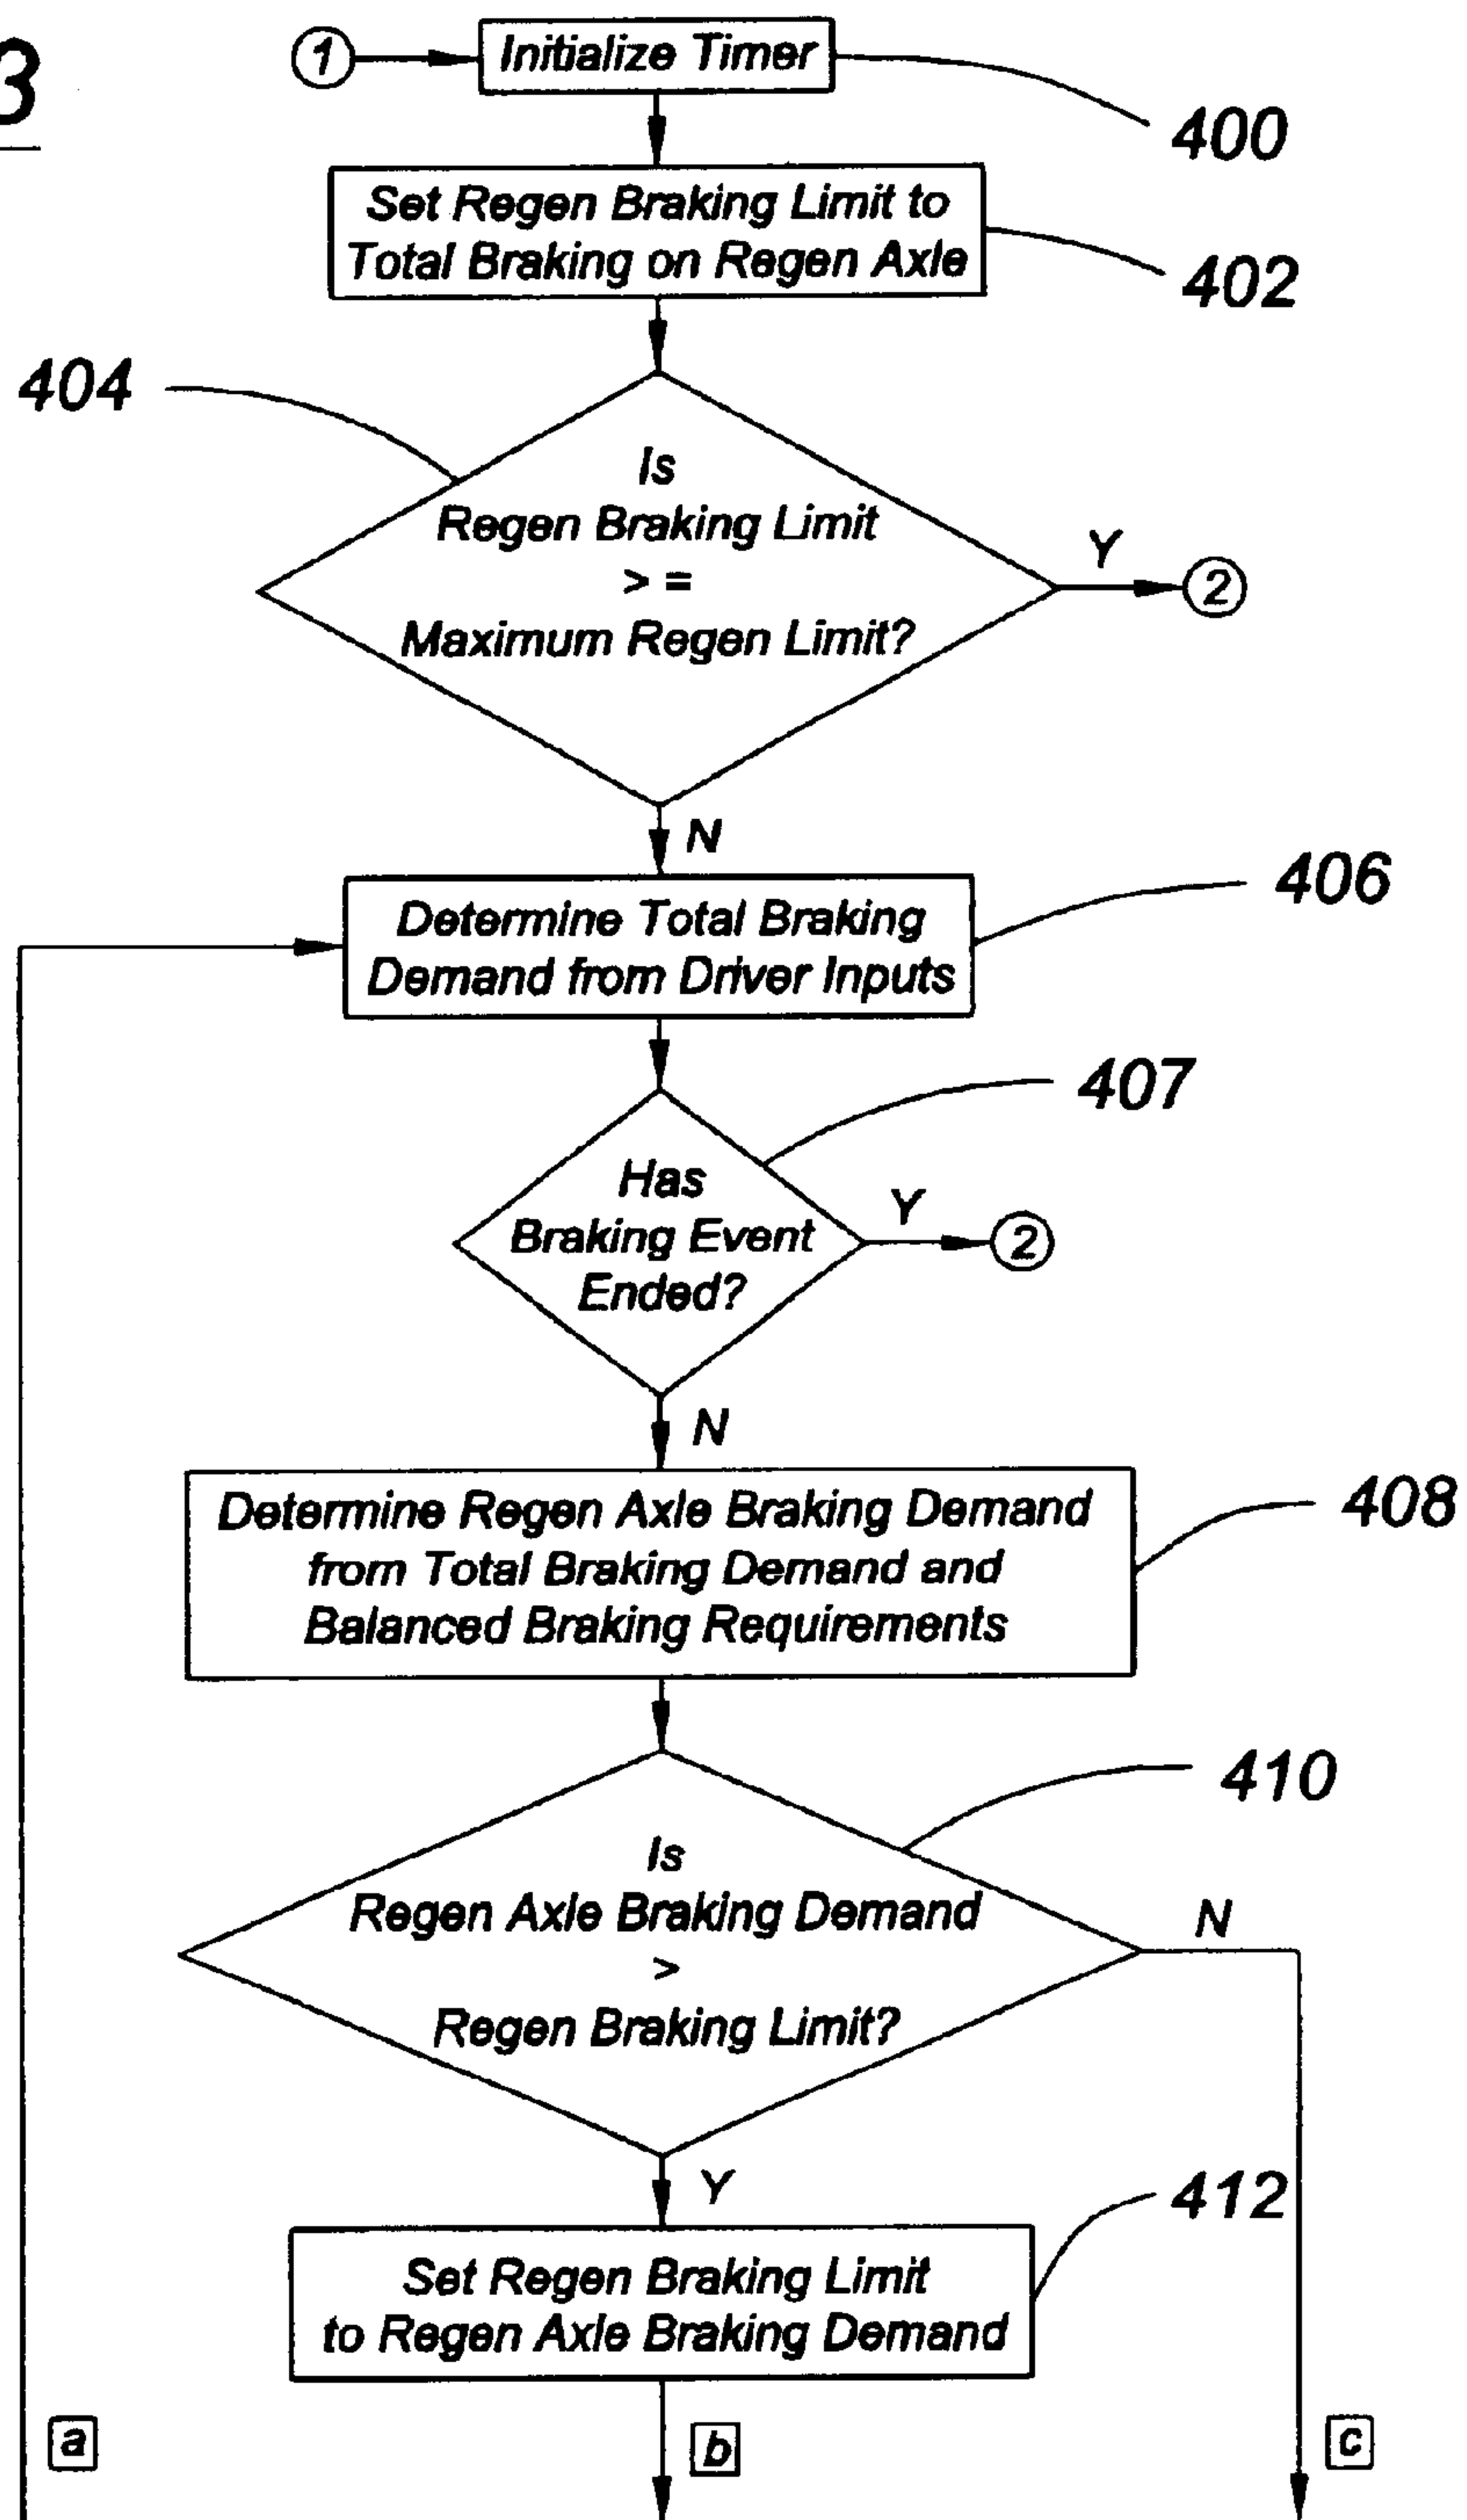 3
1
Initialize Timer
400
Set Regen Braking Limit to
Total Braking on Regen Axle
402
404
Is
Regen Braking Limit
> =
Maximum Regen Limit?
Y
2
N
Determine Total Braking
Demand from Driver Inputs
406
407
Has
Braking Event
Ended?
Y
2
N
Determine Regen Axle Braking Demand
from Total Braking Demand and
Balanced Braking Requirements
408
410
Is
Regen Axle Braking Demand
>
Regen Braking Limit?
N
Y
412
Set Regen Braking Limit
to Regen Axle Braking Demand
a
b
c